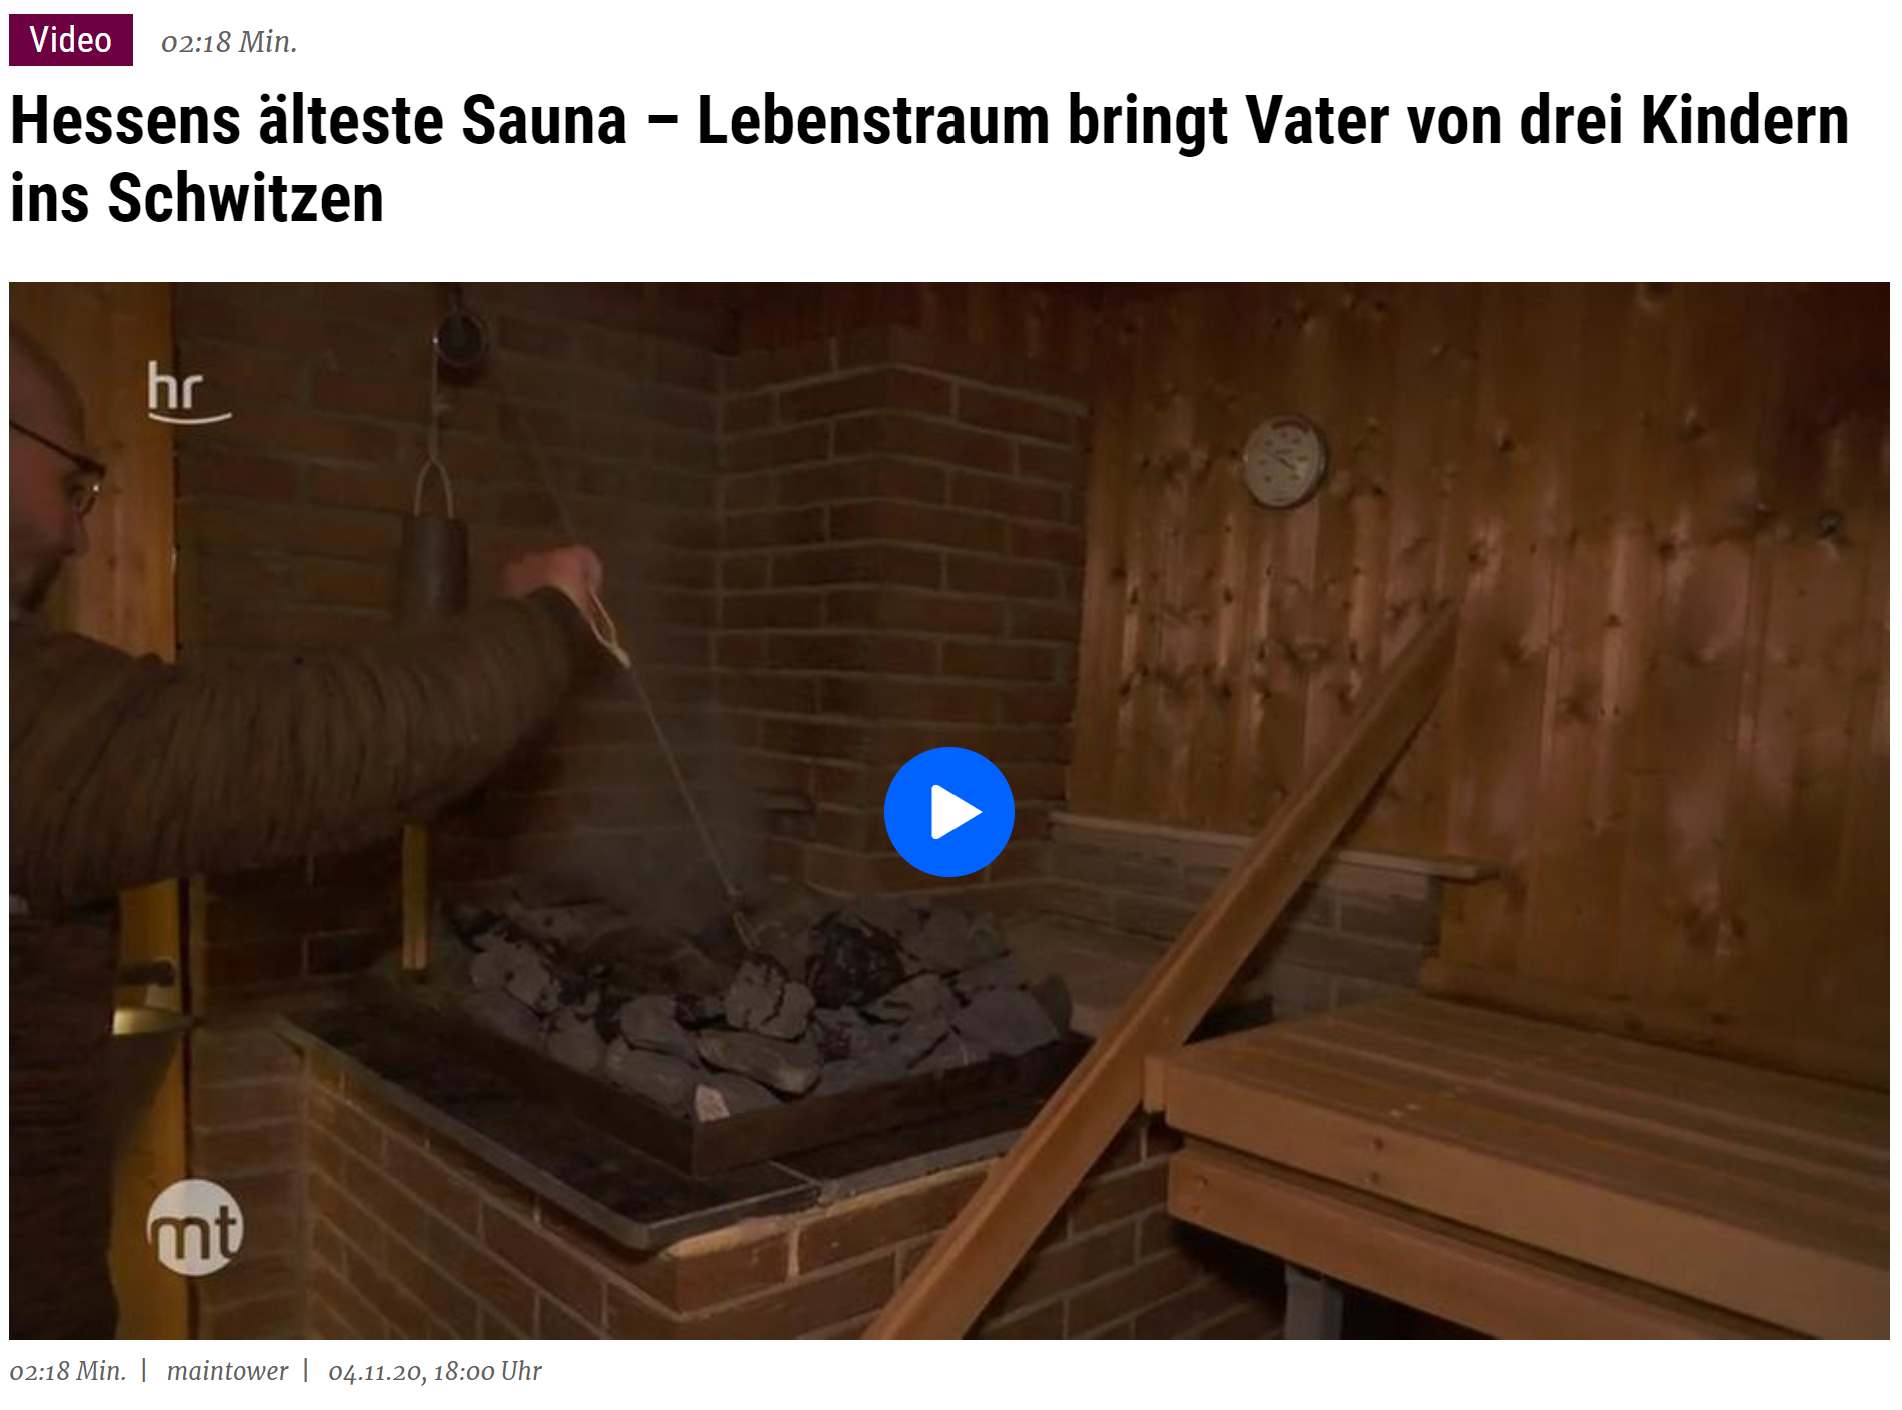 Video 02:18 Min.
Hessens älteste Sauna – Lebenstraum bringt Vater von drei Kindern
ins Schwitzen
hr
mt
02:18 Min. | maintower | 04.11.20, 18:00 Uhr